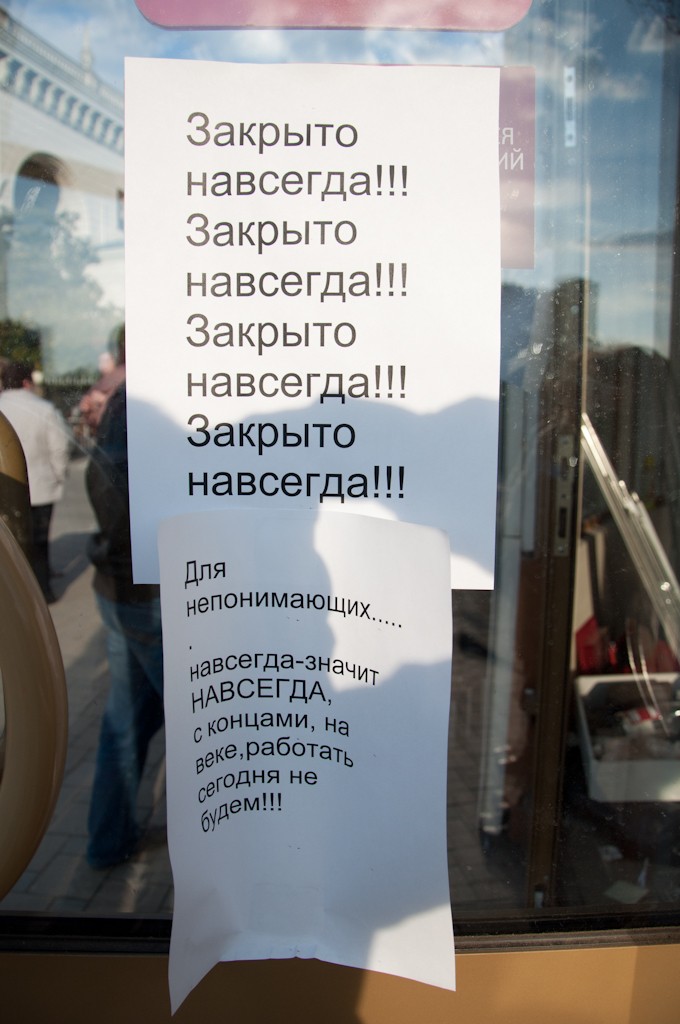 Закрыто
навсегда!!!
Закрыто
навсегда!!!
Закрыто
навсегда!!!
Закрыто
навсегда!!!
Для
непонимающих.....
.
навсегда-значит
НАВСЕГДА,
с концами, на
веке,работать
сегодня не
будем!!!